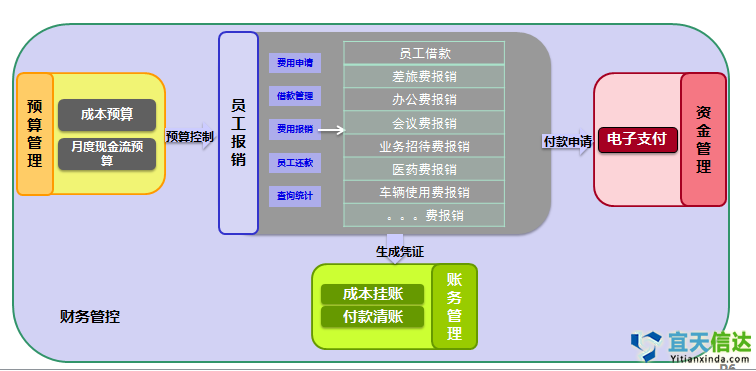 预算管理
成本预算
月度现金流预
算
预算控制
员工报销
费用申请
借款管理
费用报销
员工还款
查询统计
员工借款
差旅费报销
办公费报销
会议费报销
业务招待费报销
医药费报销
车辆使用费报销
。。。费报销
付款申请
电子支付
资金管理
生成凭证
成本挂账
付款清账
账务管理
财务管控
宜天信达
Yitianxinda.com